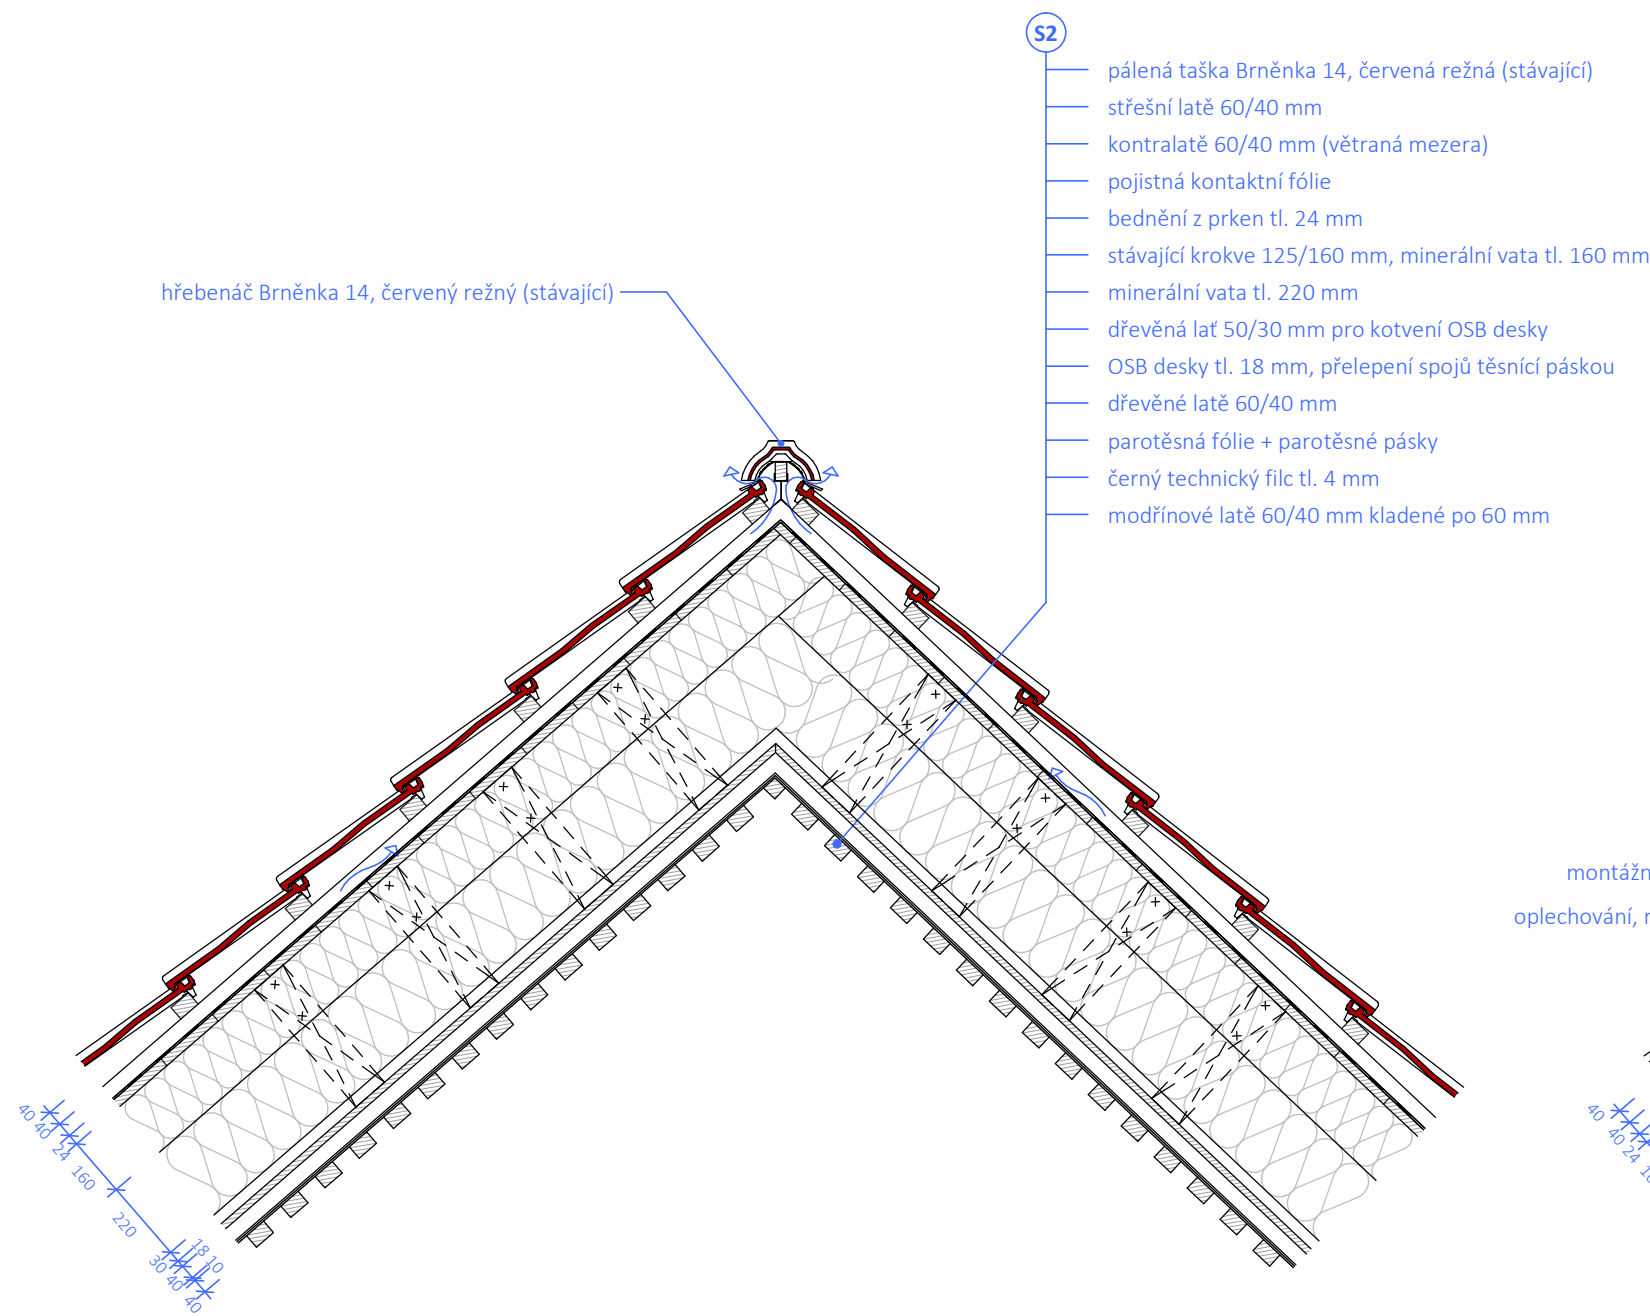 S2
pálená taška Brněnka 14, červená režná (stávající)
střešní latě 60/40 mm
kontralatě 60/40 mm (větraná mezera)
pojistná kontaktní fólie
bednění z prken tl. 24 mm
stávající krokve 125/160 mm, minerální vata tl. 160 mm
minerální vata tl. 220 mm
dřevěná lať 50/30 mm pro kotvení OSB desky
OSB desky tl. 18 mm, přelepení spojů těsnící páskou
dřevěné latě 60/40 mm
parotěsná fólie + parotěsné pásky
černý technický filc tl. 4 mm
modřínové latě 60/40 mm kladené po 60 mm
hřebenáč Brněnka 14, červený režný (stávající)
montážn
oplechování,
40
40
24
160
220
30
18
40
10
40
40
40
24